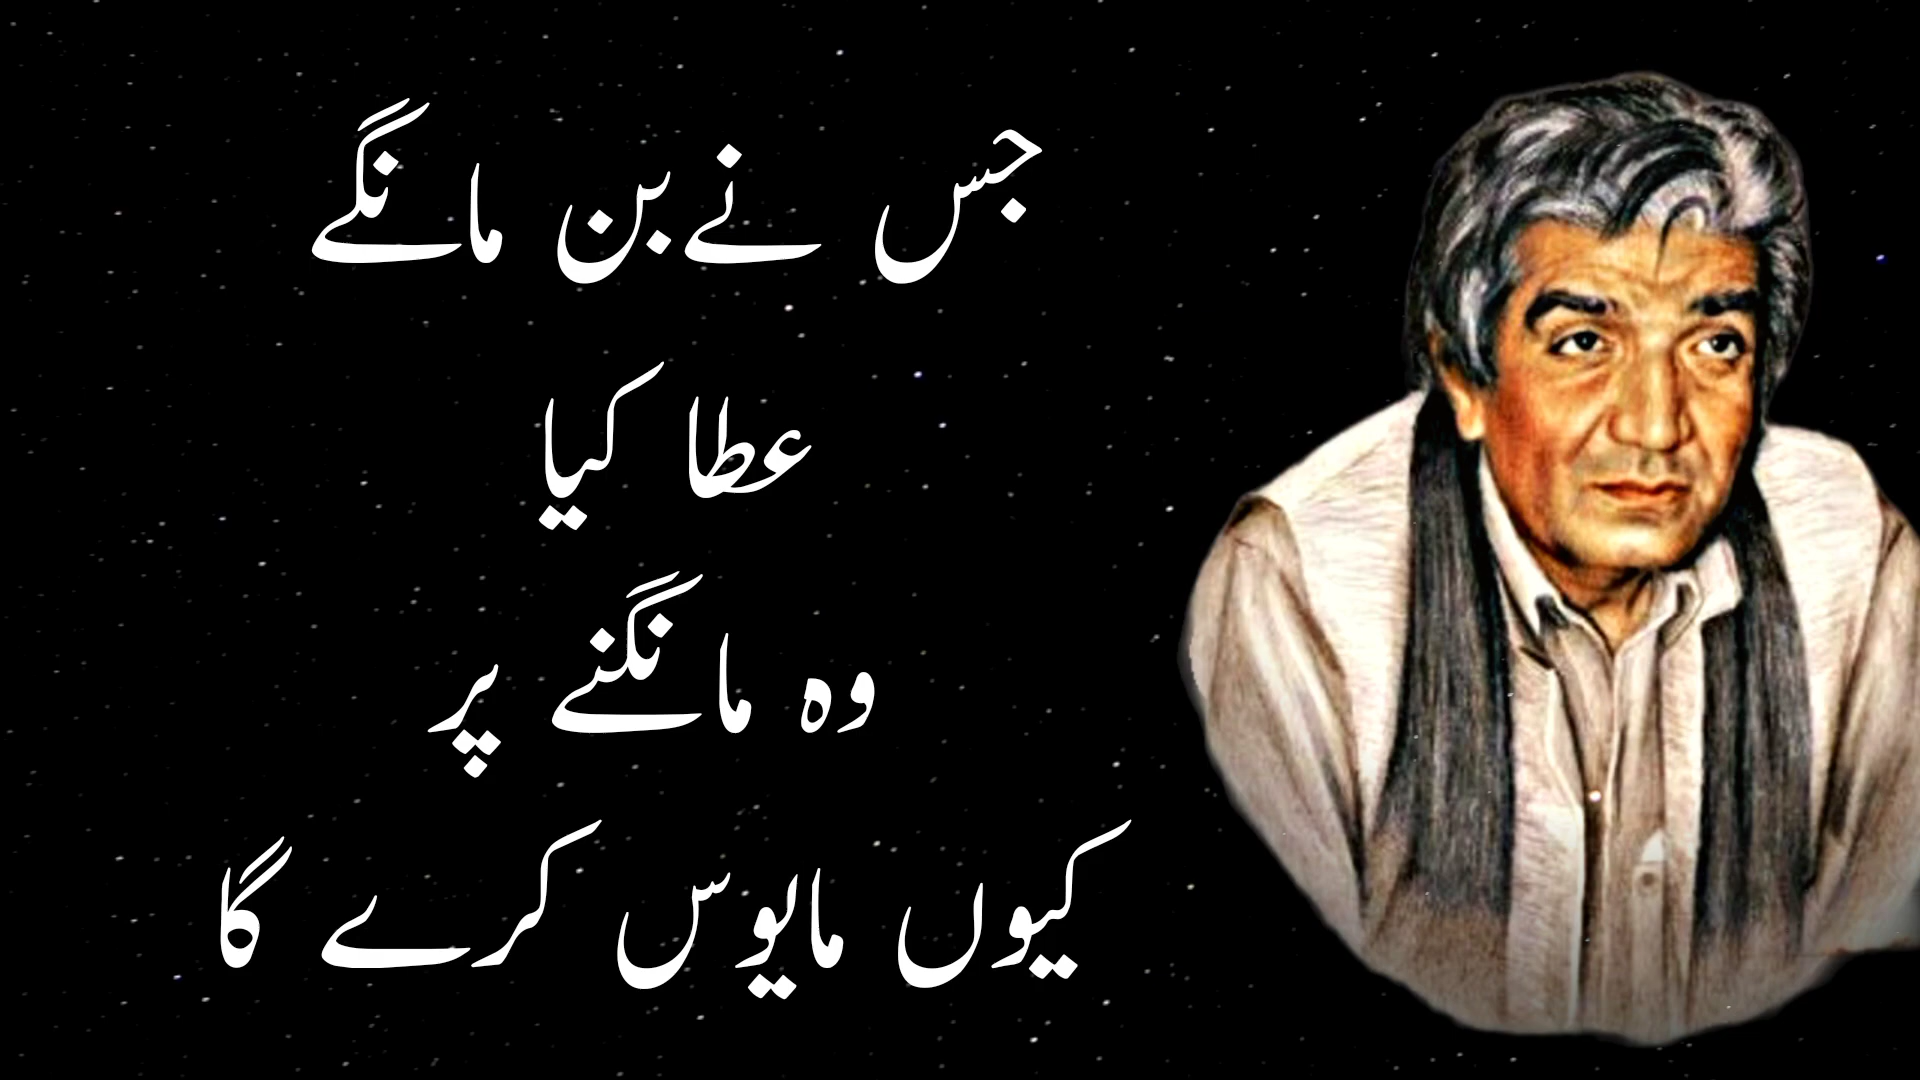 جس نے بن مانگے
عطا کیا
وہ مانگنے پر
کیوں مایوس کرے گا